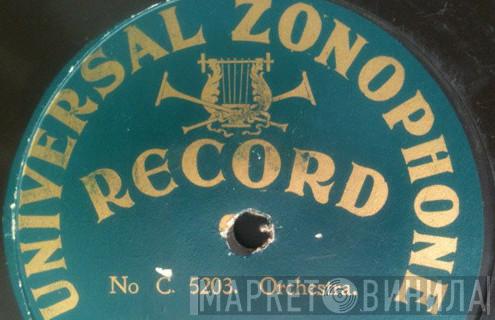 UNIVERSAL ZONOPHONE
RECORD
No C. 5203. Orchestra.
МАРКЕТ ВИНИЛА